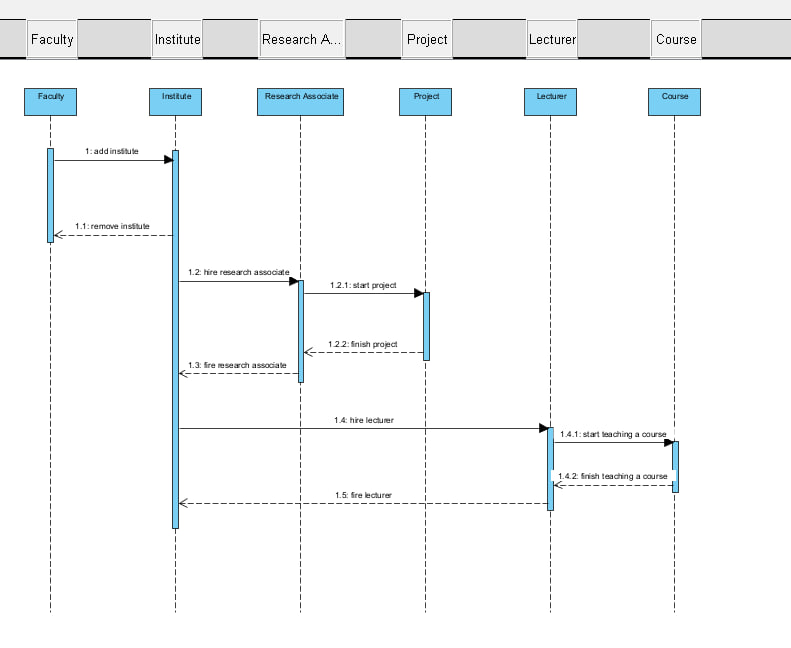 Faculty
Institute
Research A...
Project
Lecturer
Course
Faculty
Institute
Research Associate
Project
Lecturer
Course
1: add institute
1.1: remove institute
1.2: hire research associate
1.2.1: start project
1.2.2: finish project
1.3: fire research associate
1.4: hire lecturer
1.4.1: start teaching a course
1.4.2: finish teaching a course
1.5: fire lecturer